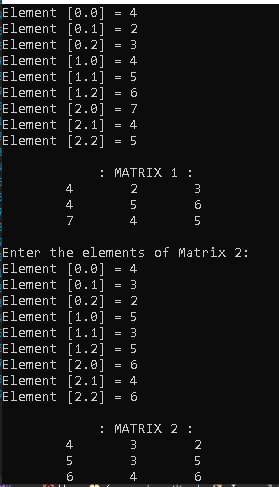 Element [0.0] = 4
Element [0.1] = 2
Element [0.2] = 3
Element [1.0] = 4
Element [1.1] = 5
Element [1.2] = 6
Element [2.0] = 7
Element [2.1] = 4
Element [2.2] = 5
: MATRIX 1 :
4 2 3
4 5 6
7 4 5
Enter the elements of Matrix 2:
Element [0.0] = 4
Element [0.1] = 3
Element [0.2] = 2
Element [1.0] = 5
Element [1.1] = 3
Element [1.2] = 5
Element [2.0] = 6
Element [2.1] = 4
Element [2.2] = 6
: MATRIX 2 :
4 3 2
5 3 5
6 4 6